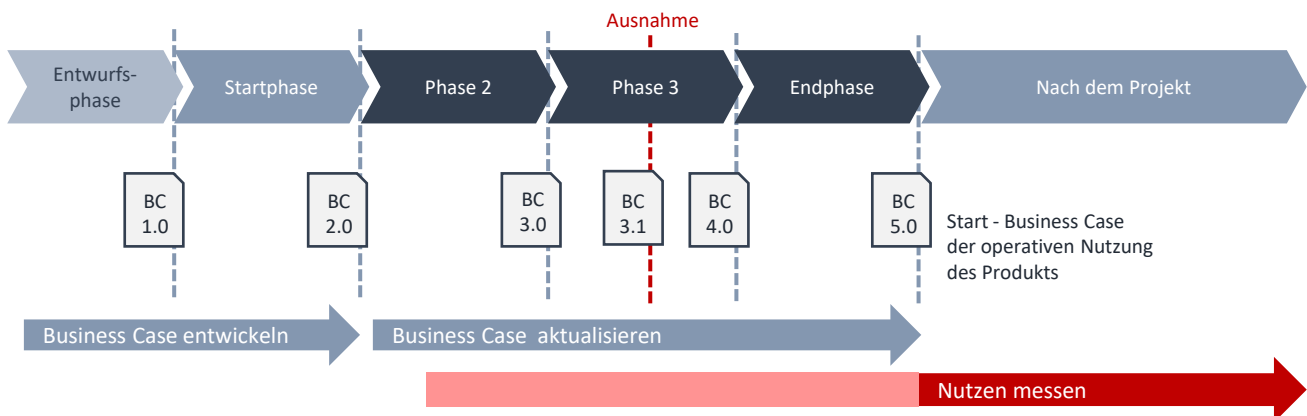 Ausnahme
Entwurfs-
phase
Startphase
Phase 2
Phase 3
Endphase
Nach dem Projekt
BC
1.0
BC
2.0
BC
3.0
BC
3.1
BC
4.0
BC
5.0
Start - Business Case
der operativen Nutzung
des Produkts
Business Case entwickeln
Business Case aktualisieren
Nutzen messen